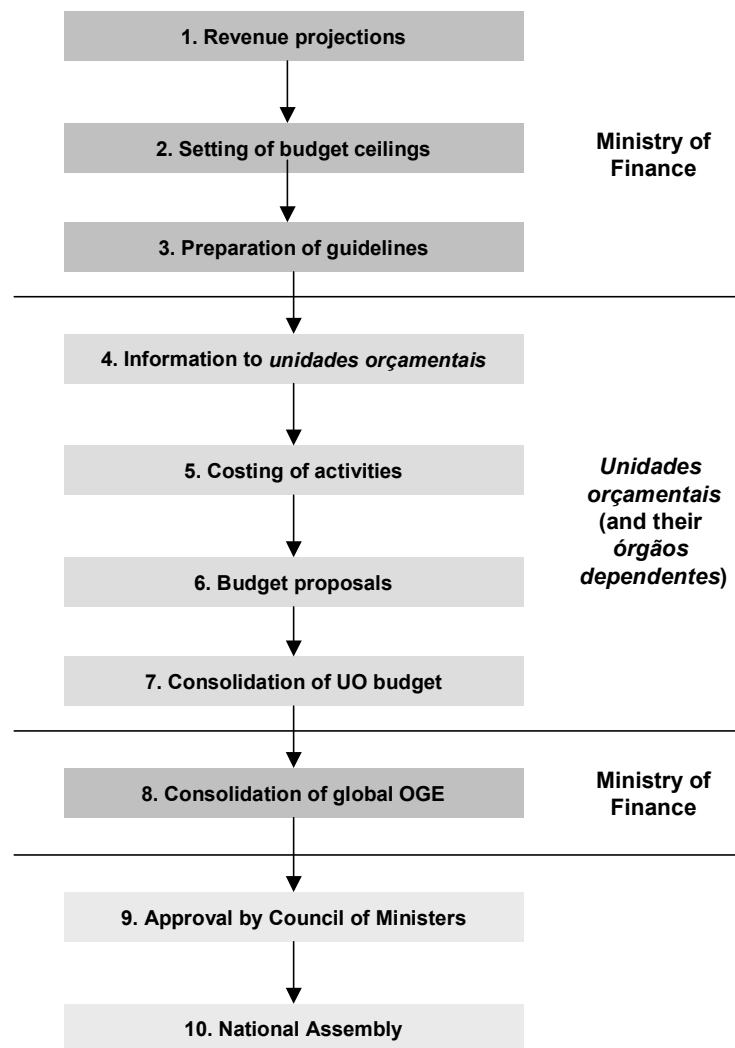 1. Revenue projections
2. Setting of budget ceilings
Ministry of
Finance
3. Preparation of guidelines
4. Information to unidades orçamentais
5. Costing of activities
Unidades
orçamentais
(and their
órgãos
dependentes)
6. Budget proposals
7. Consolidation of UO budget
8. Consolidation of global OGE
Ministry of
Finance
9. Approval by Council of Ministers
10. National Assembly